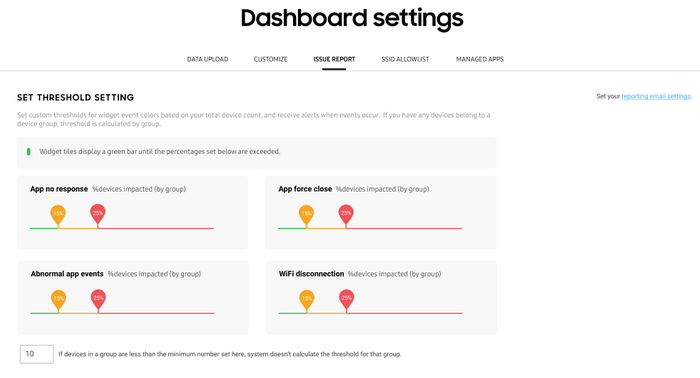 Dashboard settings
DATA UPLOAD CUSTOMIZE ISSUE REPORT SSID ALLOWLIST MANAGED APPS
SET THRESHOLD SETTING
Set your reporting email settings.
Set custom thresholds for widget event colors based on your total device count, and receive alerts when events occur. If you have any devices belong to a
device group, threshold is calculated by group.
Widget tiles display a green bar until the percentages set below are exceeded.
App no response %devices impacted (by group)
15% 25%
App force close %devices impacted (by group)
15% 25%
Abnormal app events %devices impacted (by group)
15% 25%
WiFi disconnection %devices impacted (by group)
15% 25%
10 If devices in a group are less than the minimum number set here, system doesn't calculate the threshold for that group.